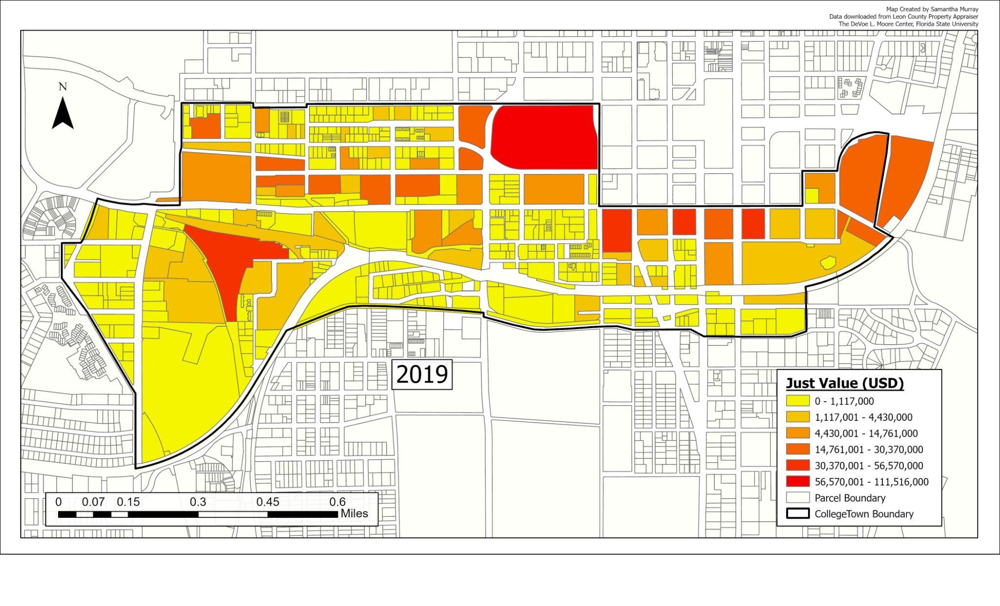 Map Created by Samantha Murray
Data downloaded from Leon County Property Appraiser
The DeVoe L. Moore Center, Florida State University
N
2019
Just Value (USD)
0 - 1,117,000
1,117,001 - 4,430,000
4,430,001 - 14,761,000
14,761,001 - 30,370,000
30,370,001 - 56,570,000
56,570,001 - 111,516,000
Parcel Boundary
CollegeTown Boundary
0 0.07 0.15 0.3 0.45 0.6
Miles